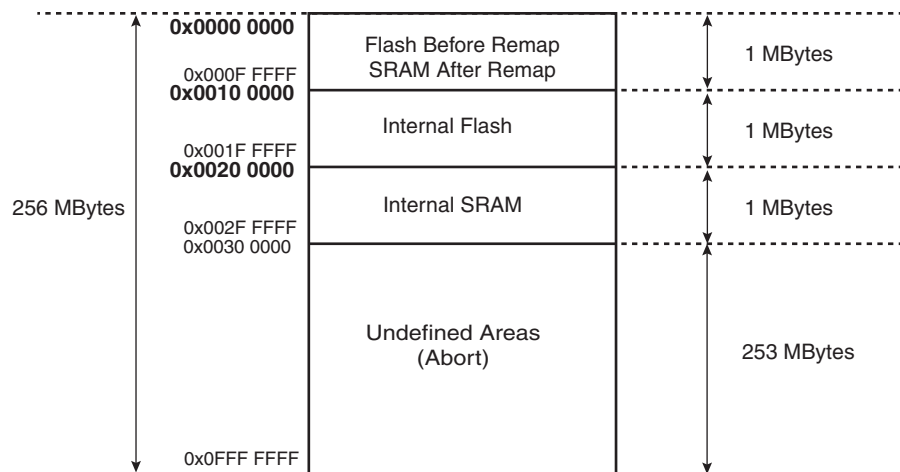 0x0000 0000
Flash Before Remap
SRAM After Remap
1 MBytes
0x000F FFFF
0x0010 0000
Internal Flash
1 MBytes
0x001F FFFF
0x0020 0000
256 MBytes
Internal SRAM
1 MBytes
0x002F FFFF
0x0030 0000
Undefined Areas
(Abort)
253 MBytes
0x0FFF FFFF